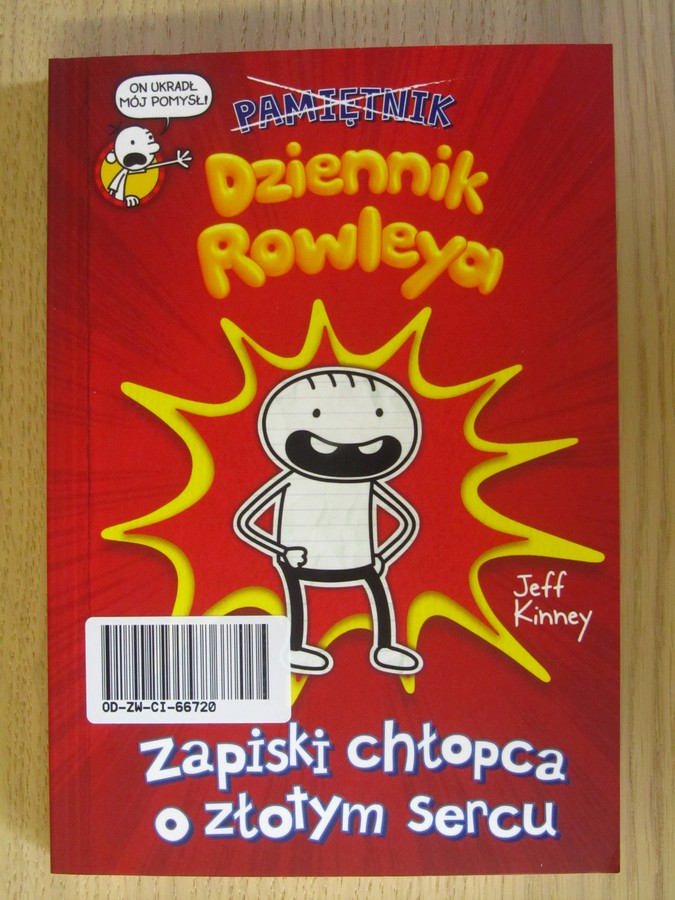 ON UKRADŁ
MÓJ POMYSŁ!
PAMIĘTNIK
Dziennik
Rowleya
Jeff
Kinney
OD-ZW-CI-66720
Zapiski chłopca
o złotym sercu